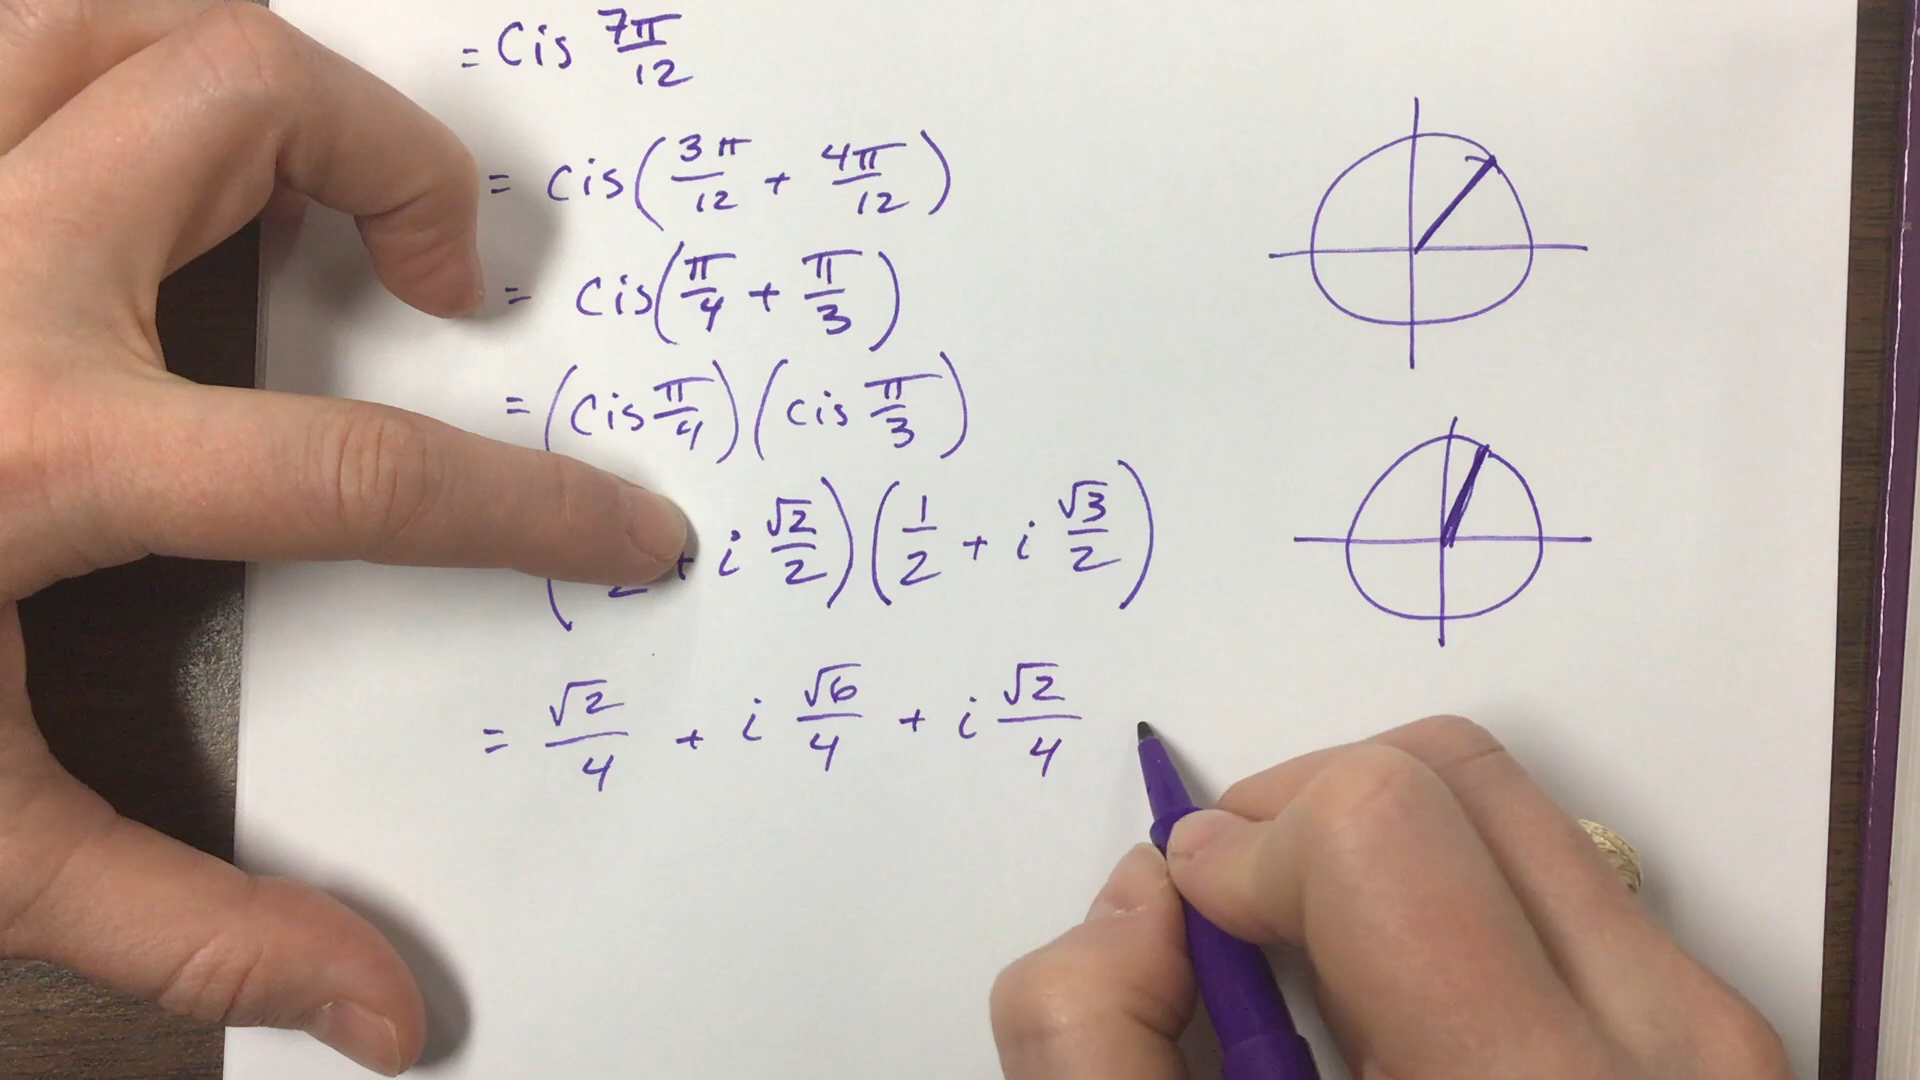 = Cis 7π/12
= cis(3π/12 + 4π/12)
= cis(π/4 + π/3)
= (cis π/4)(cis π/3)
( + i √2/2)(1/2 + i √3/2)
= √2/4 + i √6/4 + i √2/4